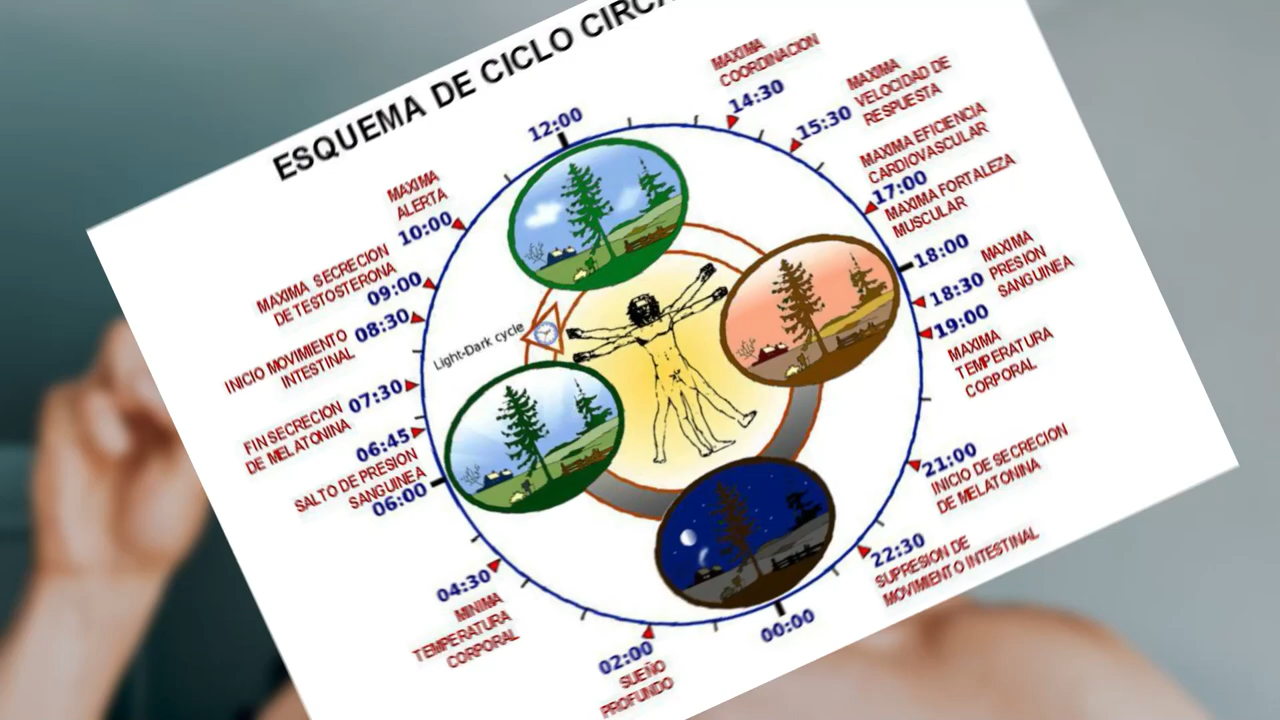 ESQUEMA DE CICLO
12:00
MAXIMA
COORDINACION
14:30
MAXIMA
VELOCIDAD DE
RESPUESTA
15:30
MAXIMA EFICIENCIA
CARDIOVASCULAR
17:00
MAXIMA FORTALEZA
MUSCULAR
18:00
MAXIMA
PRESION
SANGUINEA
18:30
19:00
MAXIMA
TEMPERATURA
CORPORAL
21:00
INICIO DE SECRECION
DE MELATONINA
22:30
SUPRESION DE
MOVIMIENTO INTESTINAL
00:00
02:00
SUEÑO
PROFUNDO
04:30
MINIMA
TEMPERATURA
CORPORAL
06:00
SALTO DE PRESION
SANGUINEA
06:45
FIN SECRECION
DE MELATONINA
07:30
INICIO MOVIMIENTO
INTESTINAL
08:30
MAXIMA SECRECION
DE TESTOSTERONA
09:00
MAXIMA
ALERTA
10:00
Light-Dark cycle